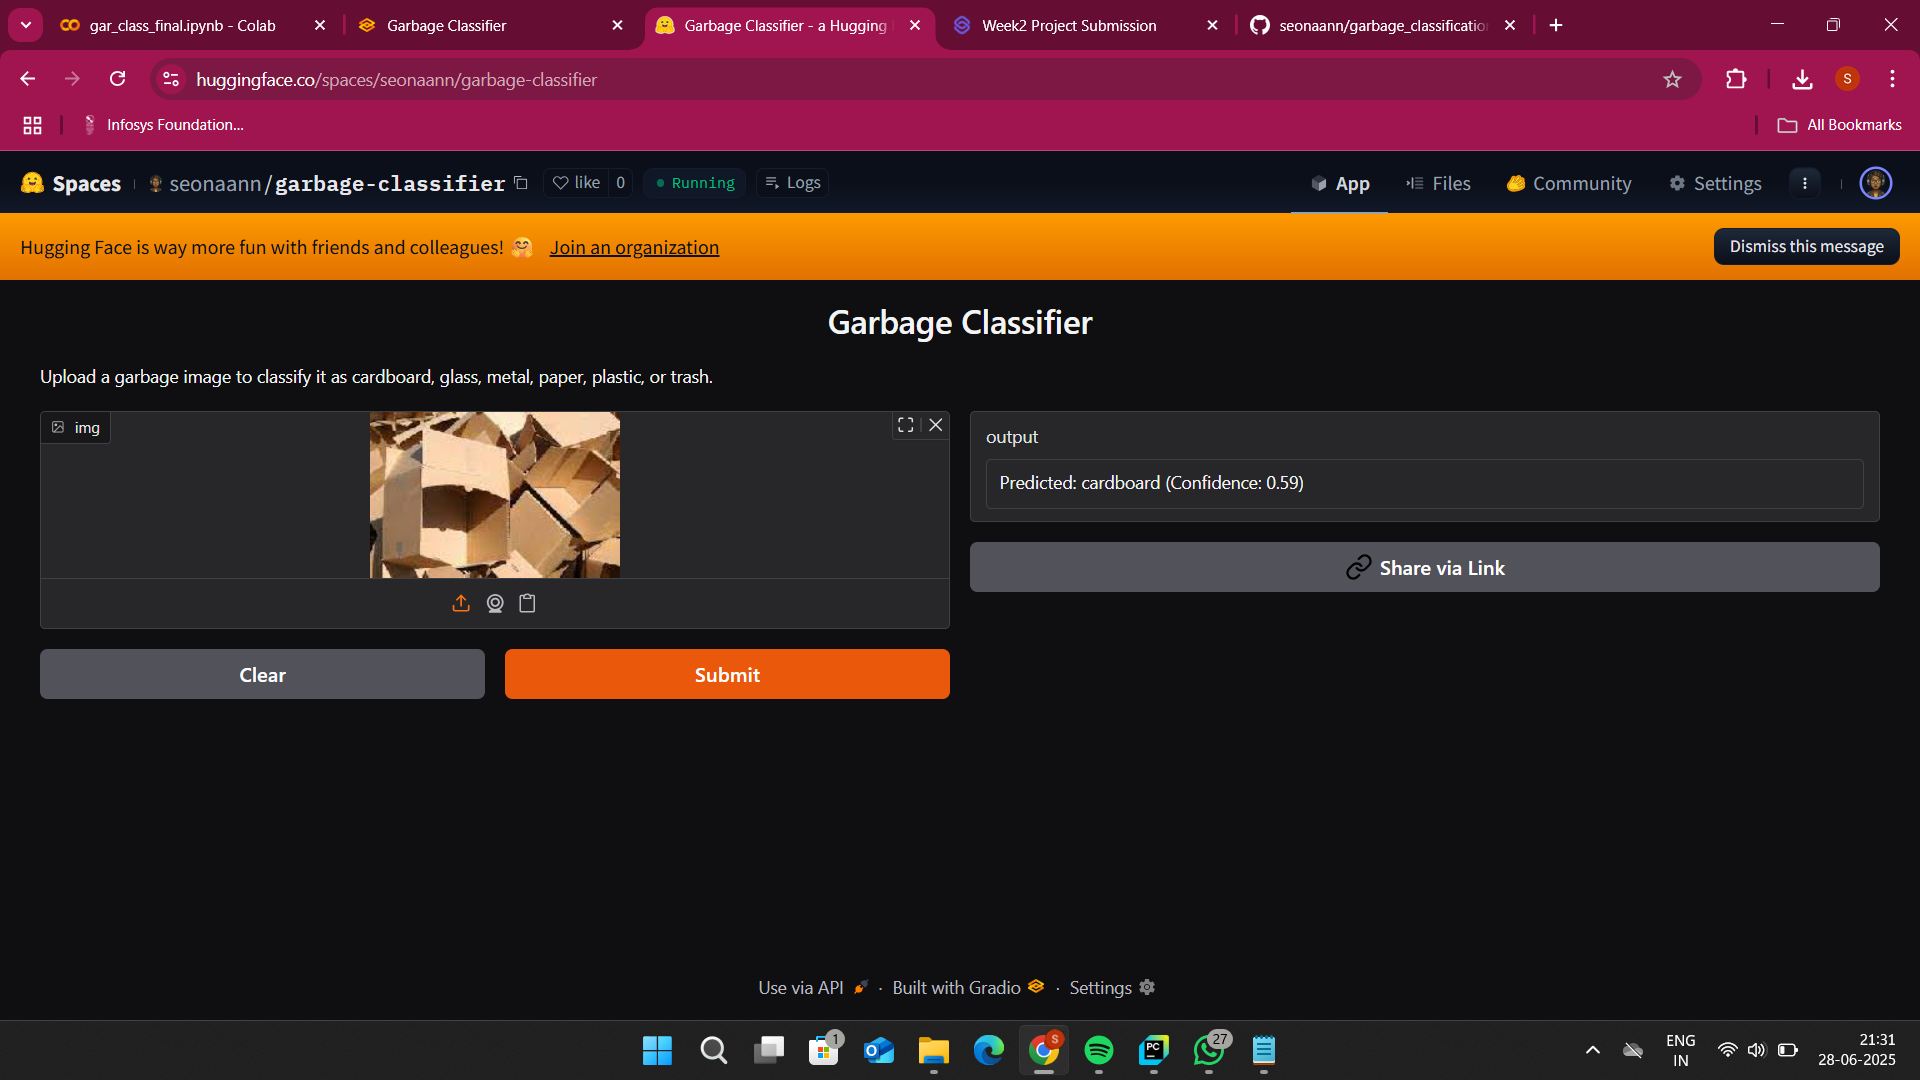 gar_class_final.ipynb - Colab
Garbage Classifier
Garbage Classifier - a Hugging
Week2 Project Submission
seonaann/garbage_classificatio
huggingface.co/spaces/seonaann/garbage-classifier
S
Infosys Foundation...
All Bookmarks
Spaces
seonaann/garbage-classifier
like 0
Running
Logs
App
Files
Community
Settings
Hugging Face is way more fun with friends and colleagues! 🤗 Join an organization
Dismiss this message
Garbage Classifier
Upload a garbage image to classify it as cardboard, glass, metal, paper, plastic, or trash.
img
output
Predicted: cardboard (Confidence: 0.59)
Share via Link
Clear
Submit
Use via API · Built with Gradio · Settings
1
S
PC
27
ENG
IN
21:31
28-06-2025